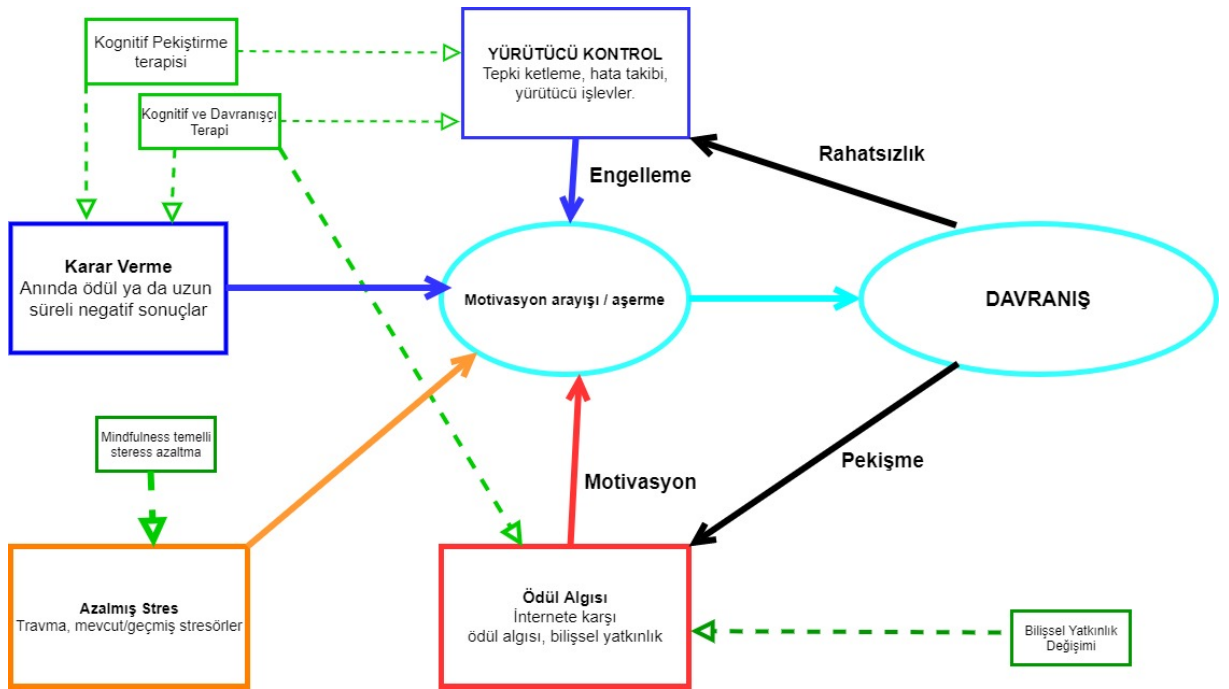 Kognitif Pekiştirme
terapisi
YÜRÜTÜCÜ KONTROL
Tepki ketleme, hata takibi,
yürütücü işlevler.
Kognitif ve Davranışçı
Terapi
Rahatsızlık
Engelleme
Karar Verme
Anında ödül ya da uzun
süreli negatif sonuçlar
Motivasyon arayışı / aşerme
DAVRANIŞ
Mindfulness temelli
steress azaltma
Motivasyon
Pekişme
Azalmış Stres
Travma, mevcut/geçmiş stresörler
Ödül Algısı
İnternete karşı
ödül algısı, bilişsel yatkınlık
Bilişsel Yatkınlık
Değişimi